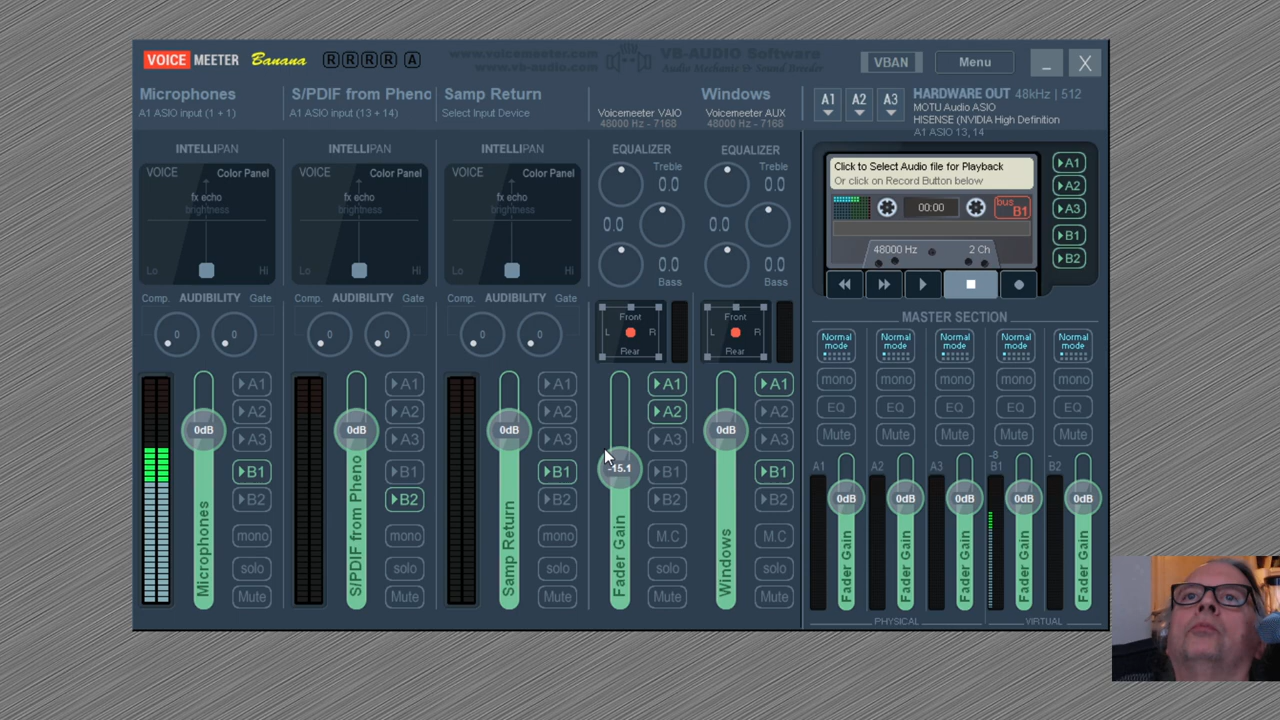 VOICE MEETER Banana R R R R A
www.voicemeeter.com
www.vb-audio.com
VB-AUDIO Software
Audio Mechanic & Sound Breeder
VBAN
Menu
_
X
Microphones
A1 ASIO input (1 + 1)
S/PDIF from Pheno
A1 ASIO input (13 + 14)
Samp Return
Select Input Device
Voicemeeter VAIO
48000 Hz - 7168
Windows
Voicemeeter AUX
48000 Hz - 7168
A1 A2 A3
HARDWARE OUT 48kHz | 512
MOTU Audio ASIO
HISENSE (NVIDIA High Definition
A1 ASIO 13, 14
INTELLIPAN
VOICE Color Panel
fx echo
brightness
Lo Hi
INTELLIPAN
VOICE Color Panel
fx echo
brightness
Lo Hi
INTELLIPAN
VOICE Color Panel
fx echo
brightness
Lo Hi
EQUALIZER
Treble
0.0
0.0
0.0
Bass
EQUALIZER
Treble
0.0
0.0
0.0
Bass
Click to Select Audio file for Playback
Or click on Record Button below
00:00
bus
B1
48000 Hz 2 Ch
A1
A2
A3
B1
B2
Comp. AUDIBILITY Gate
0 0
Comp. AUDIBILITY Gate
0 0
Comp. AUDIBILITY Gate
0 0
Front
L R
Rear
Front
L R
Rear
0dB
Microphones
A1
A2
A3
B1
B2
mono
solo
Mute
0dB
S/PDIF from Pheno
A1
A2
A3
B1
B2
mono
solo
Mute
0dB
Samp Return
A1
A2
A3
B1
B2
mono
solo
Mute
-15.1
Fader Gain
A1
A2
A3
B1
B2
M.C
solo
Mute
0dB
Windows
A1
A2
A3
B1
B2
M.C
solo
Mute
MASTER SECTION
Normal mode Normal mode Normal mode Normal mode Normal mode
mono mono mono mono mono
EQ EQ EQ EQ EQ
Mute Mute Mute Mute Mute
-8 -
A1 A2 A3 B1 B2
0dB 0dB 0dB 0dB 0dB
Fader Gain Fader Gain Fader Gain Fader Gain Fader Gain
PHYSICAL VIRTUAL